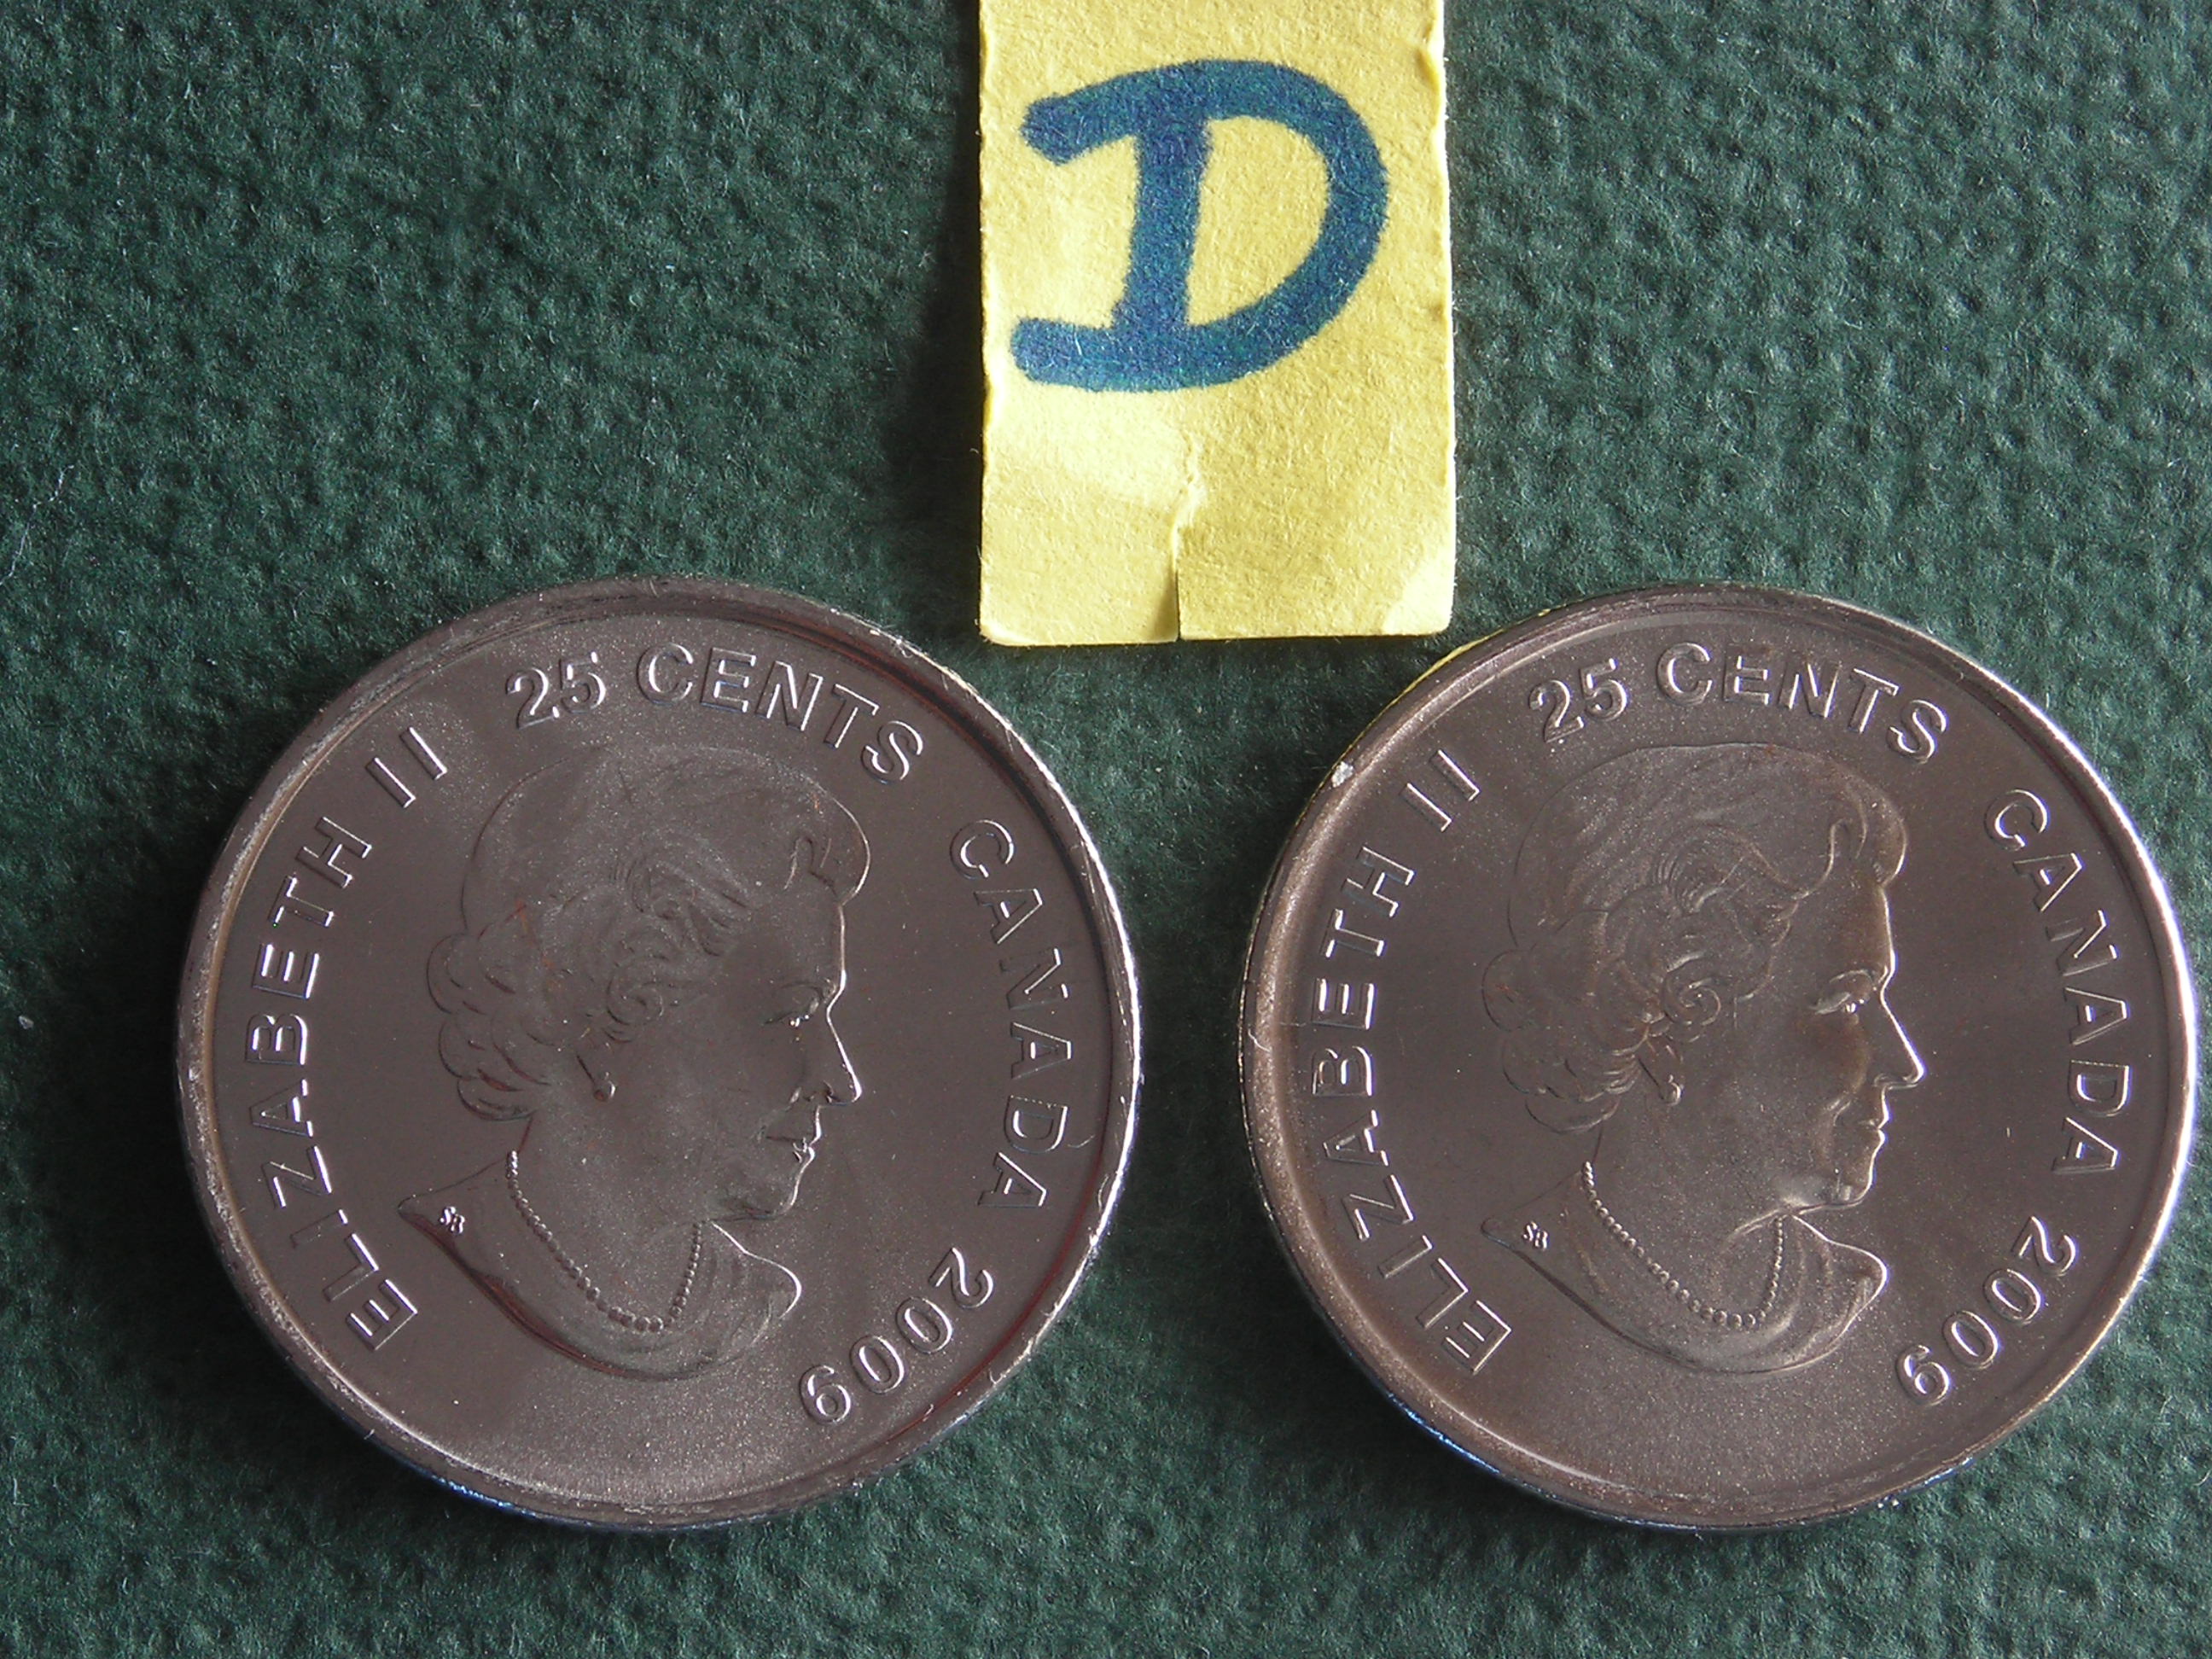 D
ELIZABETH II 25 CENTS CANADA 2009
SB
ELIZABETH II 25 CENTS CANADA 2009
SB